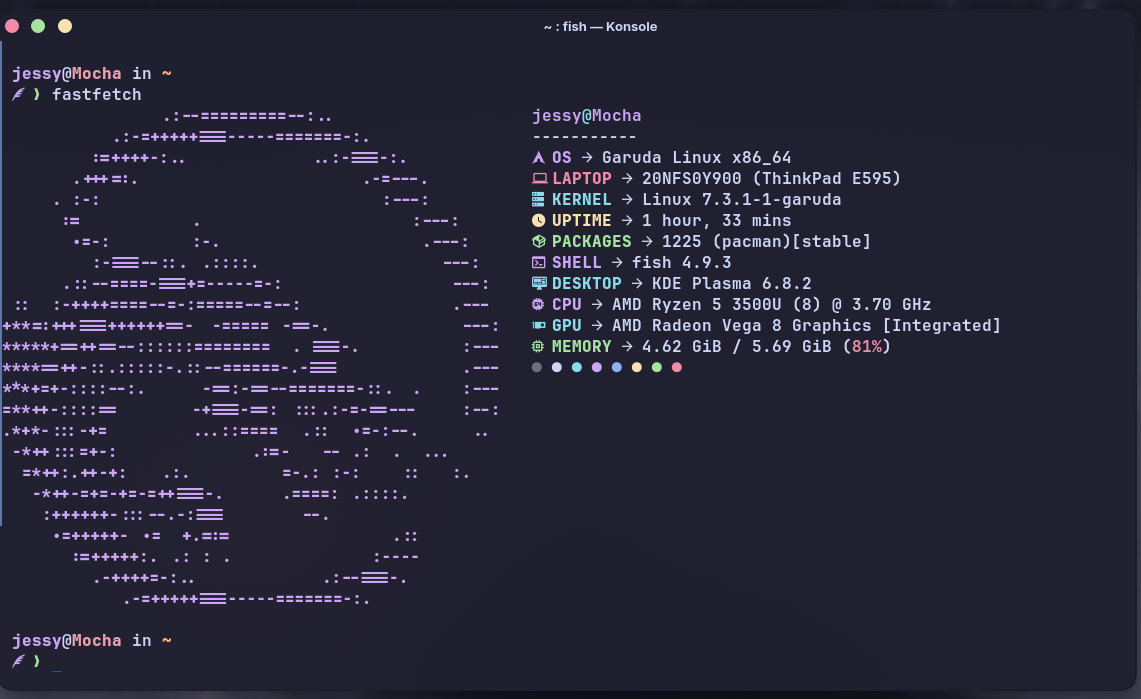 ~ : fish — Konsole
jessy@Mocha in ~
❯ fastfetch
jessy@Mocha
-----------
OS → Garuda Linux x86_64
LAPTOP → 20NFS0Y900 (ThinkPad E595)
KERNEL → Linux 7.3.1-1-garuda
UPTIME → 1 hour, 33 mins
PACKAGES → 1225 (pacman)[stable]
SHELL → fish 4.9.3
DESKTOP → KDE Plasma 6.8.2
CPU → AMD Ryzen 5 3500U (8) @ 3.70 GHz
GPU → AMD Radeon Vega 8 Graphics [Integrated]
MEMORY → 4.62 GiB / 5.69 GiB (81%)
jessy@Mocha in ~
❯ _